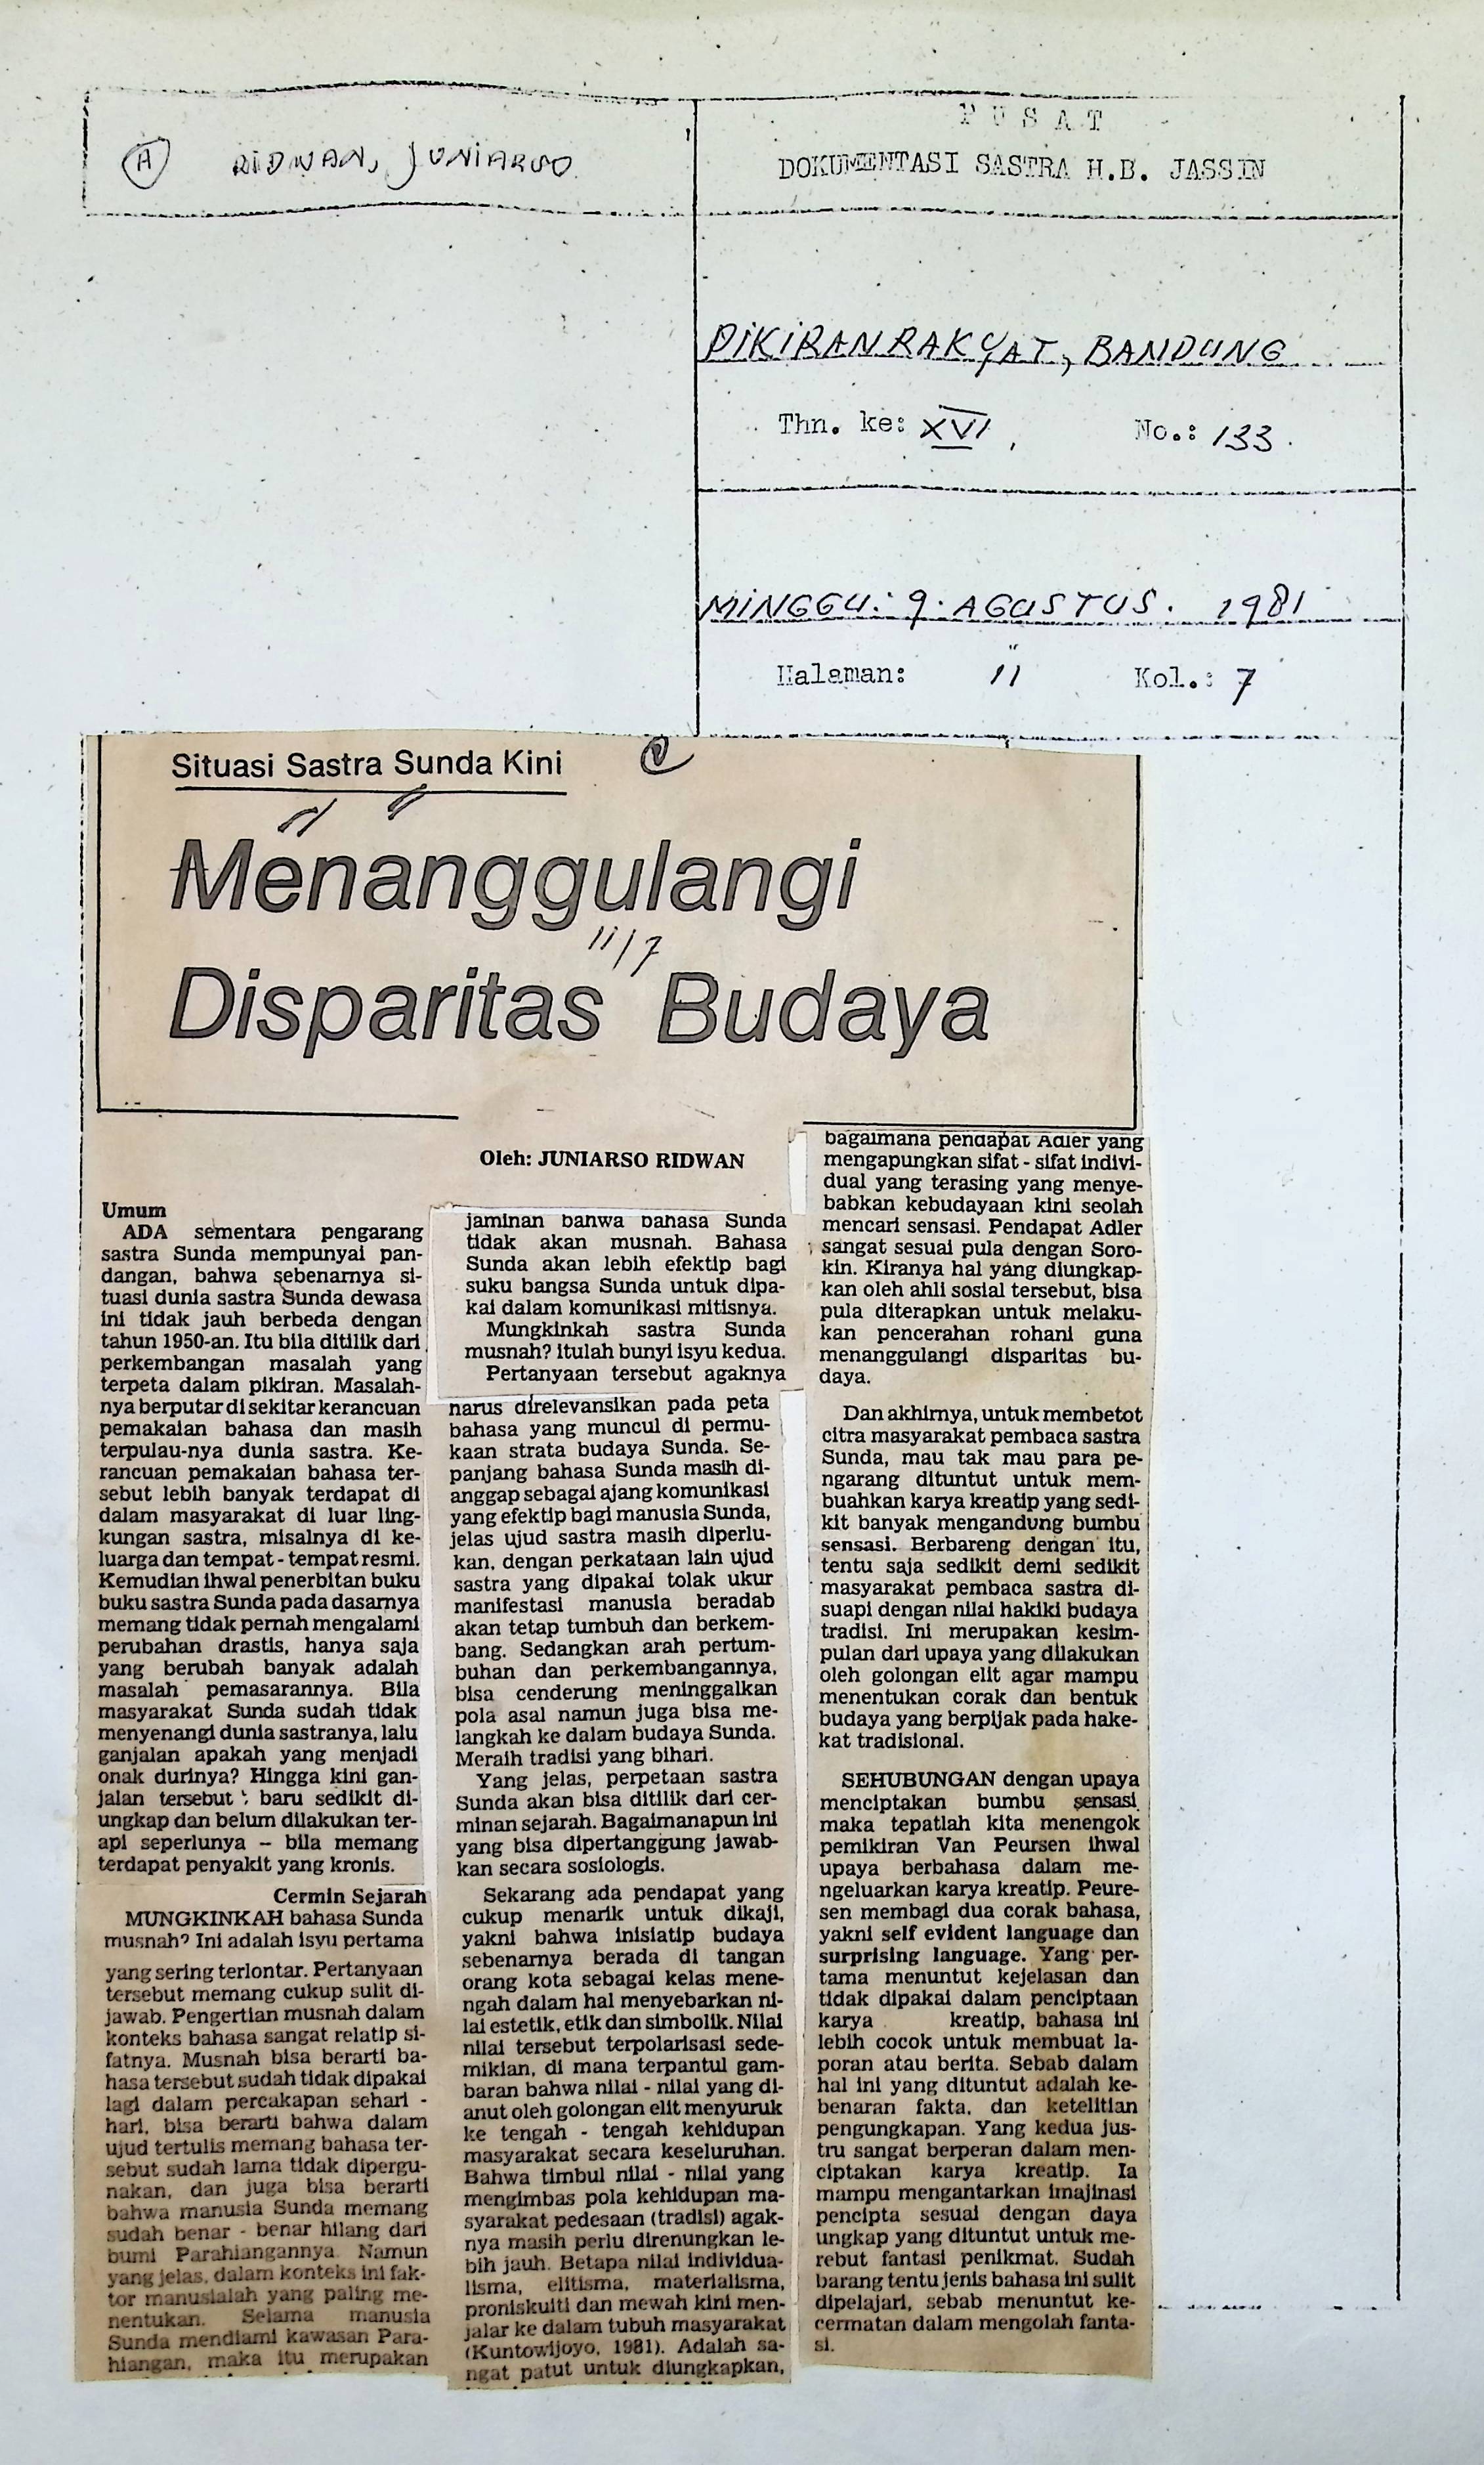 A RIDWAN, JUNIARSO
PUSAT
DOKUMENTASI SASTRA H.B. JASSIN
PIKIRAN RAKYAT, BANDUNG
Thn. ke: XVI, No.: 133.
MINGGU: 9. AGUSTUS. 1981
Halaman: 11 Kol.: 7
Situasi Sastra Sunda Kini
Menanggulangi
11/7
Disparitas Budaya
Oleh: JUNIARSO RIDWAN
Umum
ADA sementara pengarang
sastra Sunda mempunyai pan-
dangan, bahwa sebenarnya si-
tuasi dunia sastra Sunda dewasa
ini tidak jauh berbeda dengan
tahun 1950-an. Itu bila ditilik dari
perkembangan masalah yang
terpeta dalam pikiran. Masalah-
nya berputar di sekitar kerancuan
pemakaian bahasa dan masih
terpulau-nya dunia sastra. Ke-
rancuan pemakaian bahasa ter-
sebut lebih banyak terdapat di
dalam masyarakat di luar ling-
kungan sastra, misalnya di ke-
luarga dan tempat - tempat resmi.
Kemudian ihwal penerbitan buku
buku sastra Sunda pada dasarnya
memang tidak pernah mengalami
perubahan drastis, hanya saja
yang berubah banyak adalah
masalah pemasarannya. Bila
masyarakat Sunda sudah tidak
menyenangi dunia sastranya, lalu
ganjalan apakah yang menjadi
onak durinya? Hingga kini gan-
jalan tersebut : baru sedikit di-
ungkap dan belum dilakukan ter-
api seperlunya — bila memang
terdapat penyakit yang kronis.
Cermin Sejarah
MUNGKINKAH bahasa Sunda
musnah? Ini adalah isyu pertama
yang sering terlontar. Pertanyaan
tersebut memang cukup sulit di-
jawab. Pengertian musnah dalam
konteks bahasa sangat relatip si-
fatnya. Musnah bisa berarti ba-
hasa tersebut sudah tidak dipakai
lagi dalam percakapan sehari -
hari, bisa berarti bahwa dalam
ujud tertulis memang bahasa ter-
sebut sudah lama tidak dipergu-
nakan, dan juga bisa berarti
bahwa manusia Sunda memang
sudah benar - benar hilang dari
bumi Parahiangannya. Namun
yang jelas, dalam konteks ini fak-
tor manusialah yang paling me-
nentukan. Selama manusia
Sunda mendiami kawasan Para-
hiangan, maka itu merupakan
jaminan bahwa bahasa Sunda
tidak akan musnah. Bahasa
Sunda akan lebih efektip bagi
suku bangsa Sunda untuk dipa-
kai dalam komunikasi mitisnya.
Mungkinkah sastra Sunda
musnah? itulah bunyi isyu kedua.
Pertanyaan tersebut agaknya
harus direlevansikan pada peta
bahasa yang muncul di permu-
kaan strata budaya Sunda. Se-
panjang bahasa Sunda masih di-
anggap sebagai ajang komunikasi
yang efektip bagi manusia Sunda,
jelas ujud sastra masih diperlu-
kan, dengan perkataan lain ujud
sastra yang dipakai tolak ukur
manifestasi manusia beradab
akan tetap tumbuh dan berkem-
bang. Sedangkan arah pertum-
buhan dan perkembangannya,
bisa cenderung meninggalkan
pola asal namun juga bisa me-
langkah ke dalam budaya Sunda.
Meraih tradisi yang bihari.
Yang jelas, perpetaan sastra
Sunda akan bisa ditilik dari cer-
minan sejarah. Bagaimanapun ini
yang bisa dipertanggung jawab-
kan secara sosiologis.
Sekarang ada pendapat yang
cukup menarik untuk dikaji,
yakni bahwa inisiatip budaya
sebenarnya berada di tangan
orang kota sebagai kelas mene-
ngah dalam hal menyebarkan ni-
lai estetik, etik dan simbolik. Nilai
nilai tersebut terpolarisasi sede-
mikian, di mana terpantul gam-
baran bahwa nilai - nilai yang di-
anut oleh golongan elit menyuruk
ke tengah - tengah kehidupan
masyarakat secara keseluruhan.
Bahwa timbul nilai - nilai yang
mengimbas pola kehidupan ma-
syarakat pedesaan (tradisi) agak-
nya masih perlu direnungkan le-
bih jauh. Betapa nilai individua-
lisma, elitisma, materialisma,
proniskuiti dan mewah kini men-
jalar ke dalam tubuh masyarakat
(Kuntowijoyo, 1981). Adalah sa-
ngat patut untuk diungkapkan,
bagaimana pendapat Adler yang
mengapungkan sifat - sifat indivi-
dual yang terasing yang menye-
babkan kebudayaan kini seolah
mencari sensasi. Pendapat Adler
sangat sesuai pula dengan Soro-
kin. Kiranya hal yang diungkap-
kan oleh ahli sosial tersebut, bisa
pula diterapkan untuk melaku-
kan pencerahan rohani guna
menanggulangi disparitas bu-
daya.
Dan akhirnya, untuk membetot
citra masyarakat pembaca sastra
Sunda, mau tak mau para pe-
ngarang dituntut untuk mem-
buahkan karya kreatip yang sedi-
kit banyak mengandung bumbu
sensasi. Berbareng dengan itu,
tentu saja sedikit demi sedikit
masyarakat pembaca sastra di-
suapi dengan nilai hakiki budaya
tradisi. Ini merupakan kesim-
pulan dari upaya yang dilakukan
oleh golongan elit agar mampu
menentukan corak dan bentuk
budaya yang berpijak pada hake-
kat tradisional.
SEHUBUNGAN dengan upaya
menciptakan bumbu sensasi
maka tepatlah kita menengok
pemikiran Van Peursen ihwal
upaya berbahasa dalam me-
ngeluarkan karya kreatip. Peure-
sen membagi dua corak bahasa,
yakni self evident language dan
surprising language. Yang per-
tama menuntut kejelasan dan
tidak dipakai dalam penciptaan
karya kreatip, bahasa ini
lebih cocok untuk membuat la-
poran atau berita. Sebab dalam
hal ini yang dituntut adalah ke-
benaran fakta, dan ketelitian
pengungkapan. Yang kedua jus-
tru sangat berperan dalam men-
ciptakan karya kreatip. Ia
mampu mengantarkan imajinasi
pencipta sesuai dengan daya
ungkap yang dituntut untuk me-
rebut fantasi penikmat. Sudah
barang tentu jenis bahasa ini sulit
dipelajari, sebab menuntut ke-
cermatan dalam mengolah fanta-
si.